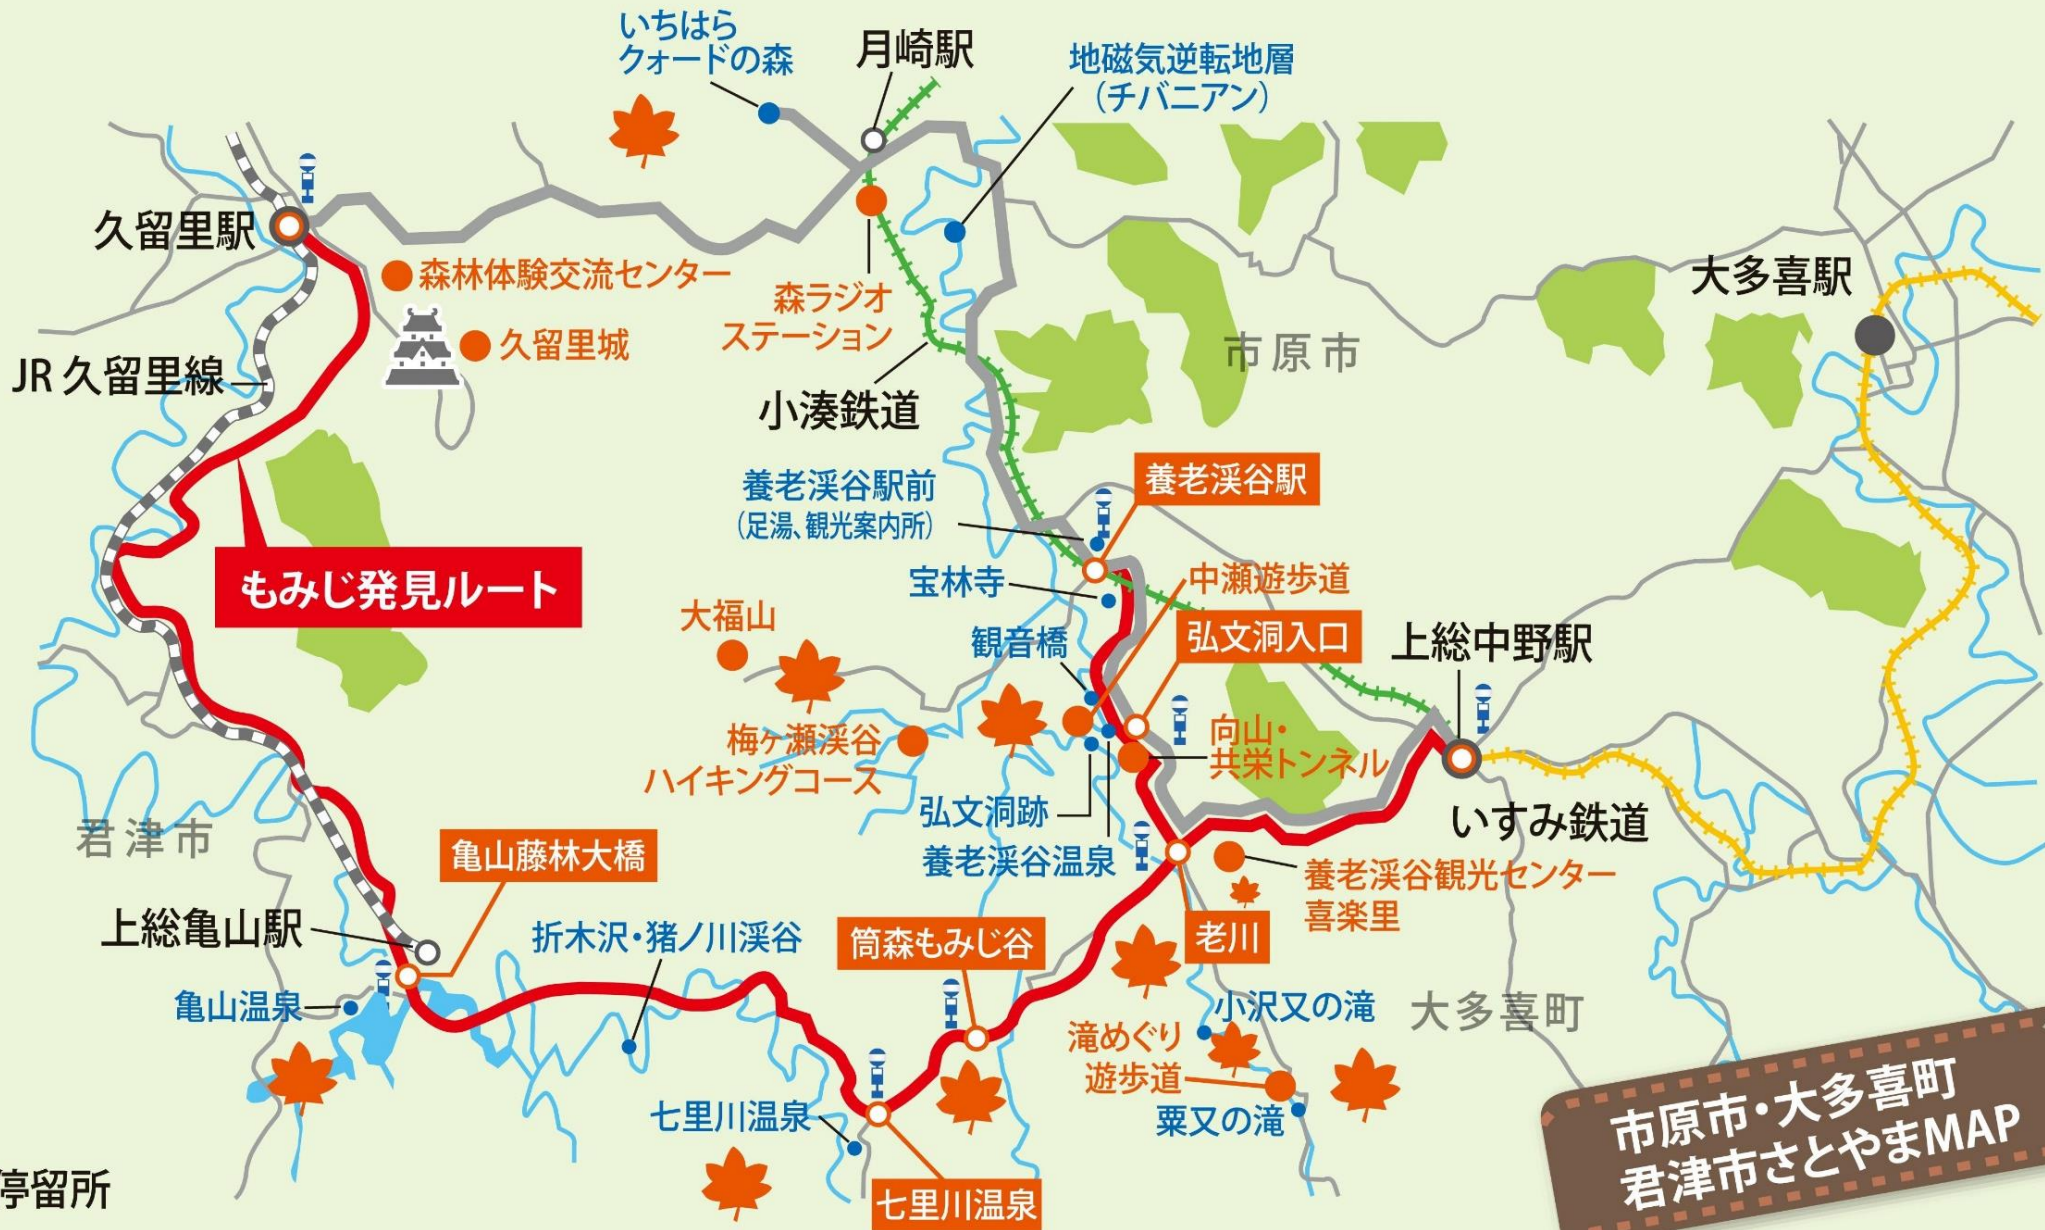 いちはら
クォードの森
月崎駅
地磁気逆転地層
(チバニアン)
久留里駅
森林体験交流センター
久留里城
JR 久留里線
森ラジオ
ステーション
小湊鉄道
市原市
大多喜駅
養老渓谷駅前
(足湯、観光案内所)
養老渓谷駅
もみじ発見ルート
宝林寺
中瀬遊歩道
大福山
観音橋
弘文洞入口
上総中野駅
梅ヶ瀬渓谷
ハイキングコース
向山・
共栄トンネル
弘文洞跡
養老渓谷温泉
いすみ鉄道
君津市
亀山藤林大橋
養老渓谷観光センター
喜楽里
上総亀山駅
折木沢・猪ノ川渓谷
筒森もみじ谷
老川
亀山温泉
小沢又の滝
大多喜町
滝めぐり
遊歩道
粟又の滝
七里川温泉
七里川温泉
停留所
市原市・大多喜町
君津市さとやまMAP